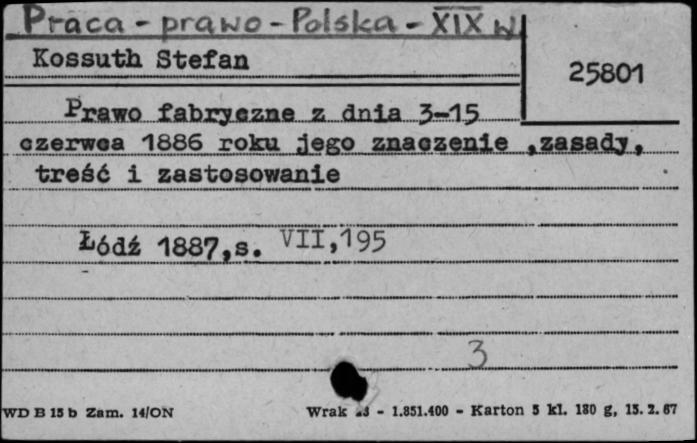 Praca - prawo - Polska - XIX w.
Kossuth Stefan
25801
Prawo fabryczne z dnia 3-15
czerwca 1886 roku jego znaczenie ,zasady,
treść i zastosowanie
Łódź 1887,s. VII,195
3
WD B 15 b Zam. 14/ON
Wrak - 1.851.400 - Karton 5 kl. 180 g, 15. 2. 67